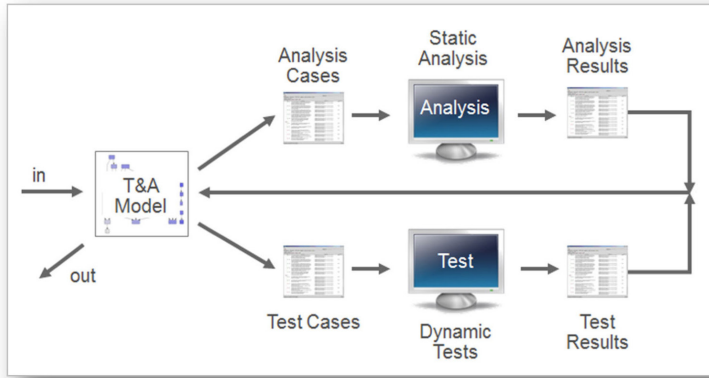 Analysis
Cases
Static
Analysis
Analysis
Results
Analysis
in
T&A
Model
out
Test
Test Cases
Dynamic
Tests
Test
Results